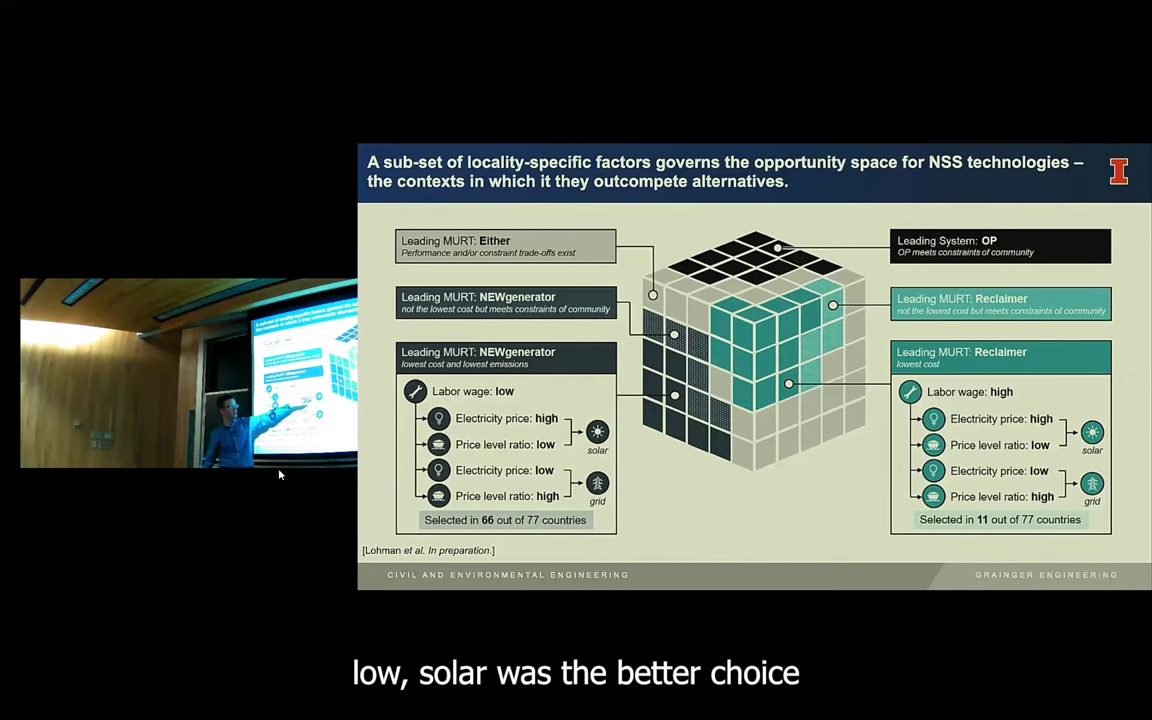 A sub-set of locality-specific factors governs the opportunity space for NSS technologies –
the contexts in which it they outcompete alternatives.
Leading MURT: Either
Performance and/or constraint trade-offs exist
Leading MURT: NEWgenerator
not the lowest cost but meets constraints of community
Leading MURT: NEWgenerator
lowest cost and lowest emissions
Labor wage: low
Electricity price: high
Price level ratio: low
solar
Electricity price: low
Price level ratio: high
grid
Selected in 66 out of 77 countries
Leading System: OP
OP meets constraints of community
Leading MURT: Reclaimer
not the lowest cost but meets constraints of community
Leading MURT: Reclaimer
lowest cost
Labor wage: high
Electricity price: high
Price level ratio: low
solar
Electricity price: low
Price level ratio: high
grid
Selected in 11 out of 77 countries
[Lohman et al. In preparation.]
CIVIL AND ENVIRONMENTAL ENGINEERING
GRAINGER ENGINEERING
low, solar was the better choice